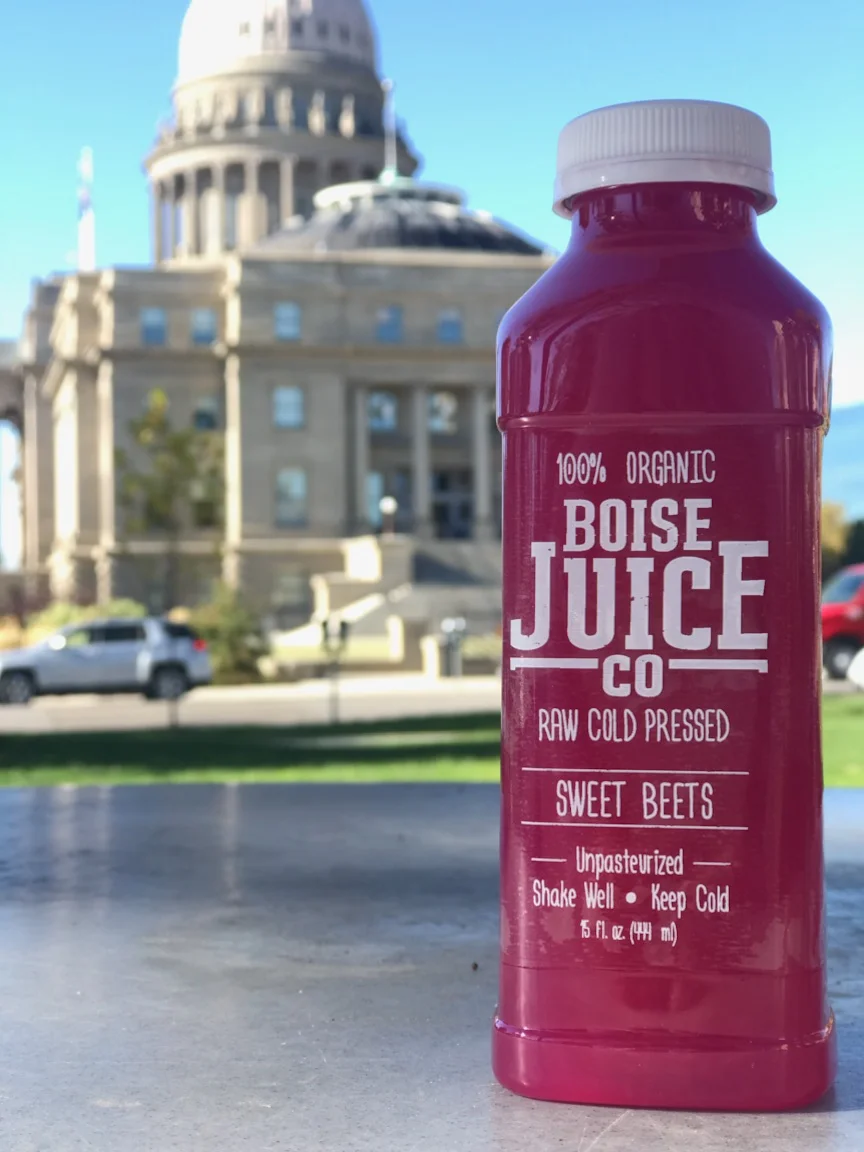 100% ORGANIC
BOISE
JUICE
CO
RAW COLD PRESSED
SWEET BEETS
Unpasteurized
Shake Well • Keep Cold
15 fl. oz. (444 ml)